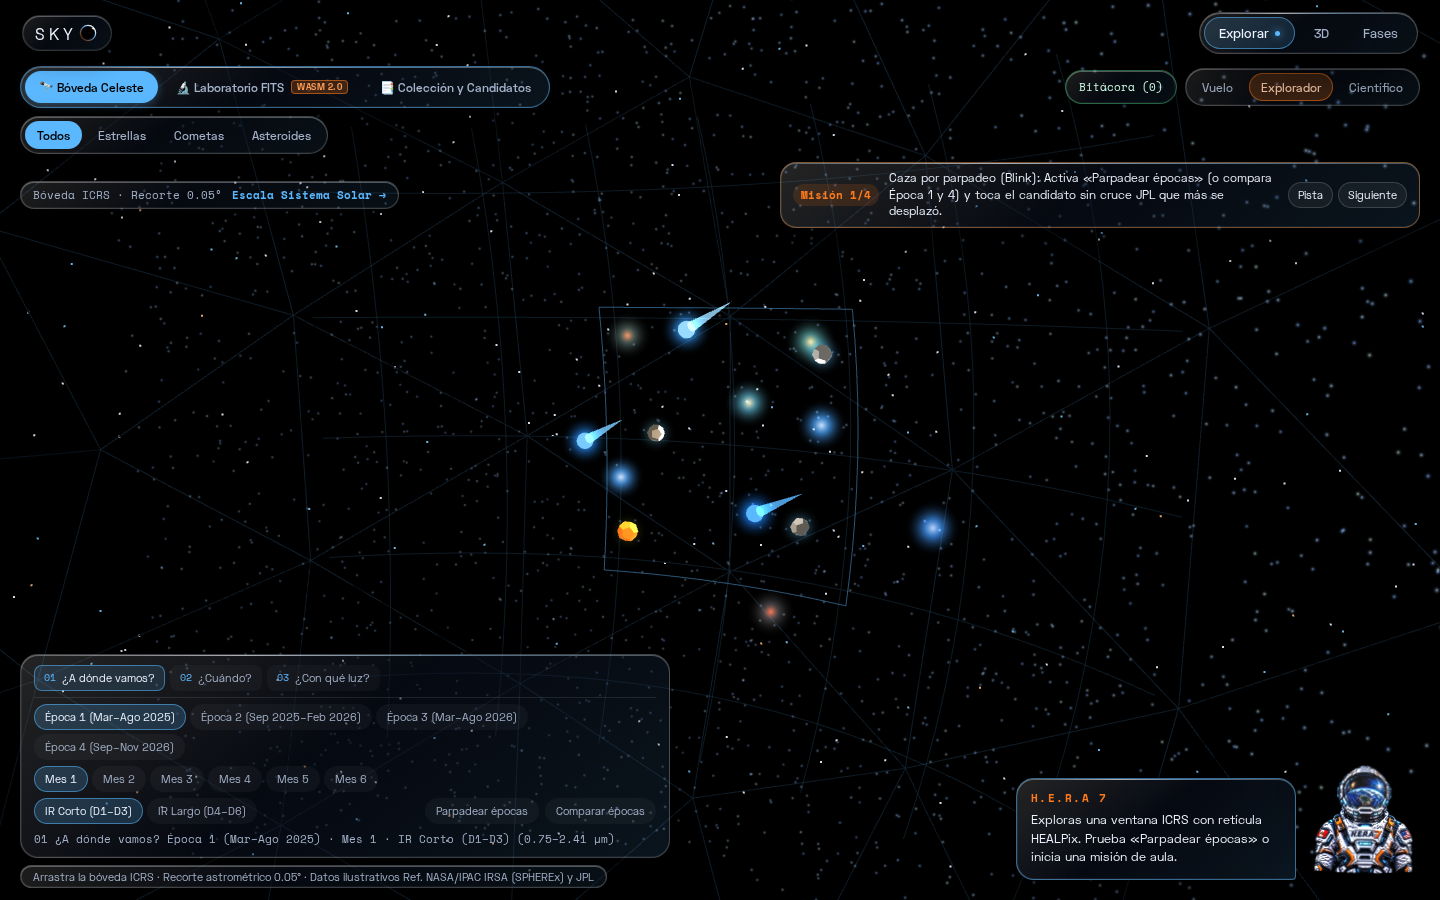 SKY
Explorar 3D Fases
Bóveda Celeste Laboratorio FITS WASM 2.0 Colección y Candidatos
Bitácora (0) Vuelo Explorador Científico
Todos Estrellas Cometas Asteroides
Bóveda ICRS · Recorte 0.05° Escala Sistema Solar →
Misión 1/4
Caza por parpadeo (Blink): Activa «Parpadear épocas» (o compara
Época 1 y 4) y toca el candidato sin cruce JPL que más se
desplazó.
Pista Siguiente
01 ¿A dónde vamos? 02 ¿Cuándo? 03 ¿Con qué luz?
Época 1 (Mar–Ago 2025) Época 2 (Sep 2025–Feb 2026) Época 3 (Mar–Ago 2026)
Época 4 (Sep–Nov 2026)
Mes 1 Mes 2 Mes 3 Mes 4 Mes 5 Mes 6
IR Corto (D1–D3) IR Largo (D4–D6) Parpadear épocas Comparar épocas
01 ¿A dónde vamos? Época 1 (Mar–Ago 2025) · Mes 1 · IR Corto (D1–D3) (0.75–2.41 µm)
Arrastra la bóveda ICRS · Recorte astrométrico 0.05° · Datos ilustrativos Ref. NASA/IPAC IRSA (SPHEREx) y JPL
H.E.R.A 7
Exploras una ventana ICRS con retícula
HEALPix. Prueba «Parpadear épocas» o
inicia una misión de aula.
HERA7